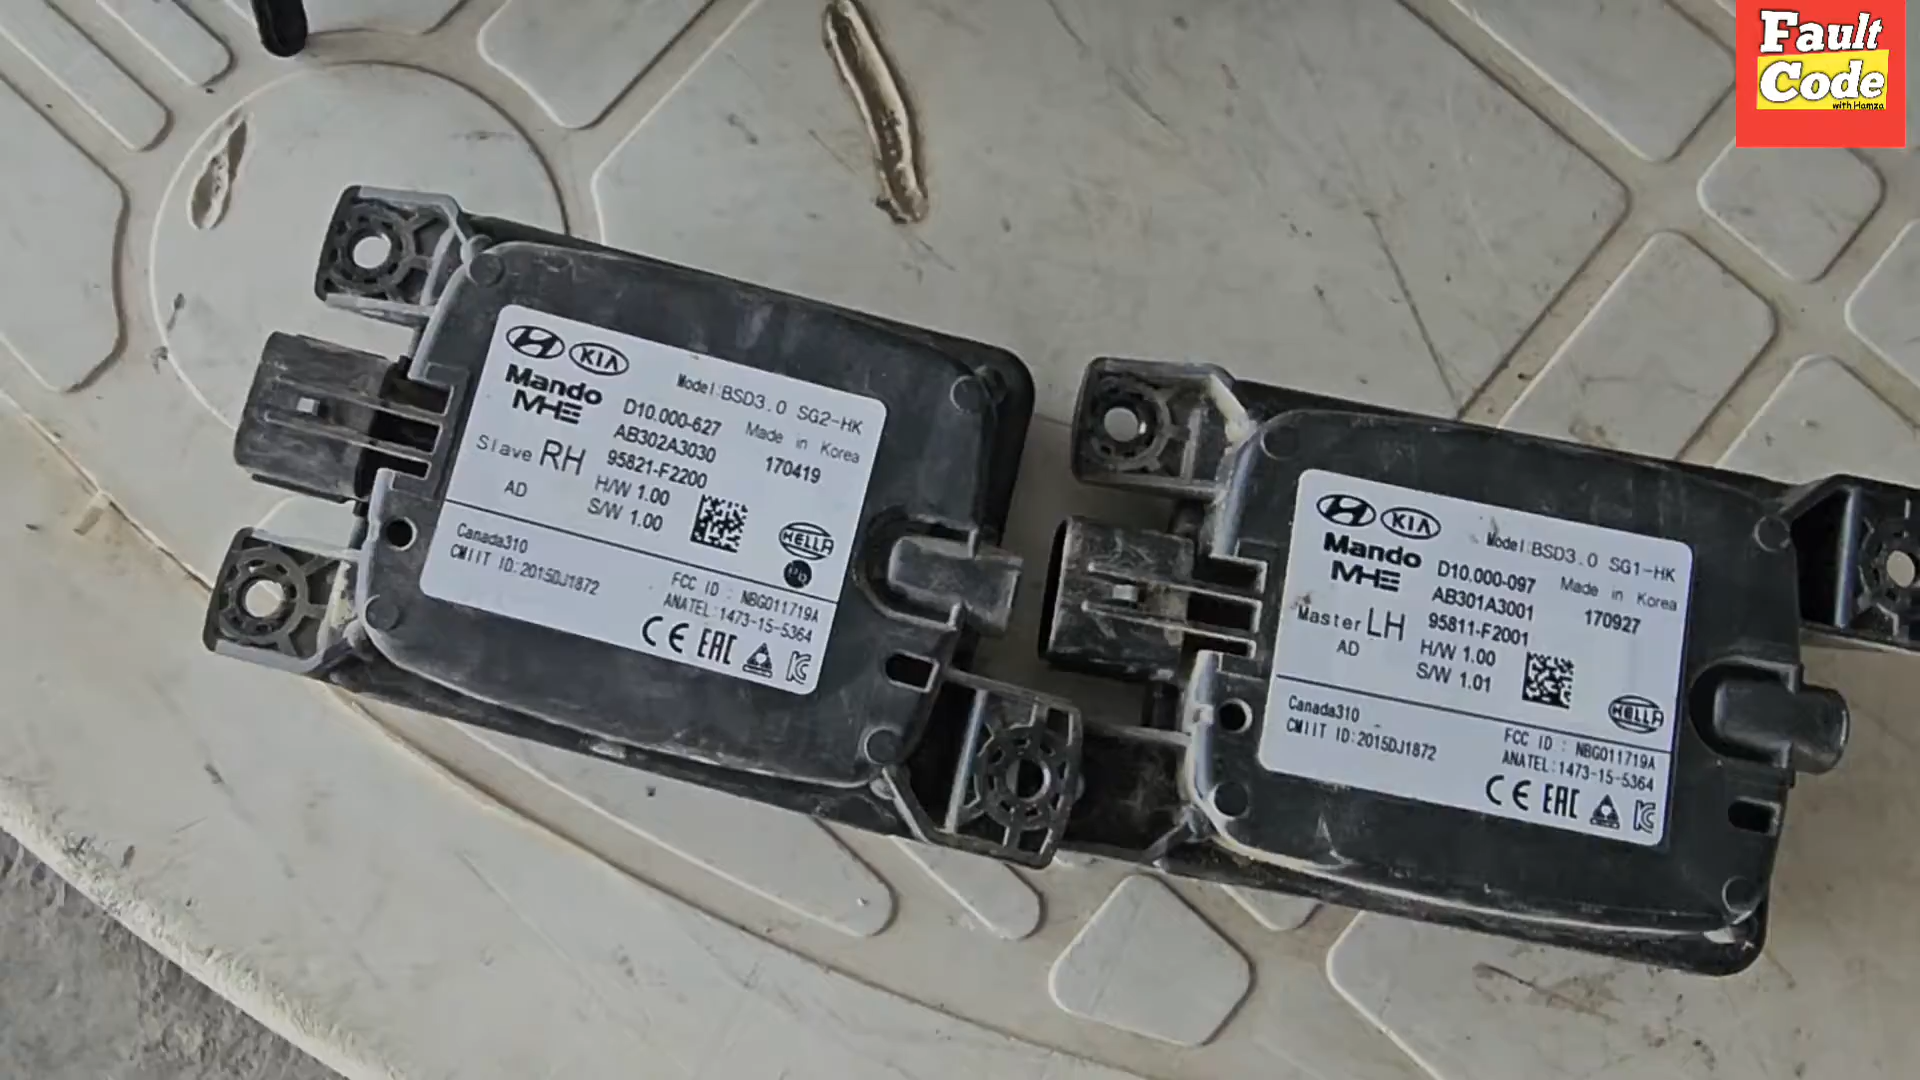 Fault
Code
with Hamza
KIA
Mando
MHE
Model:BSD3.0 SG2-HK
D10.000-627
Made in Korea
AB302A3030
170419
Slave RH
95821-F2200
AD
H/W 1.00
S/W 1.00
HELLA
Canada310
CMIIT ID:2015DJ1872
FCC ID : NBG011719A
ANATEL:1473-15-5364
CE EAC
KIA
Mando
MHE
Model:BSD3.0 SG1-HK
D10.000-097
Made in Korea
AB301A3001
170927
Master LH
95811-F2001
AD
H/W 1.00
S/W 1.01
HELLA
Canada310
CMIIT ID:2015DJ1872
FCC ID : NBG011719A
ANATEL:1473-15-5364
CE EAC